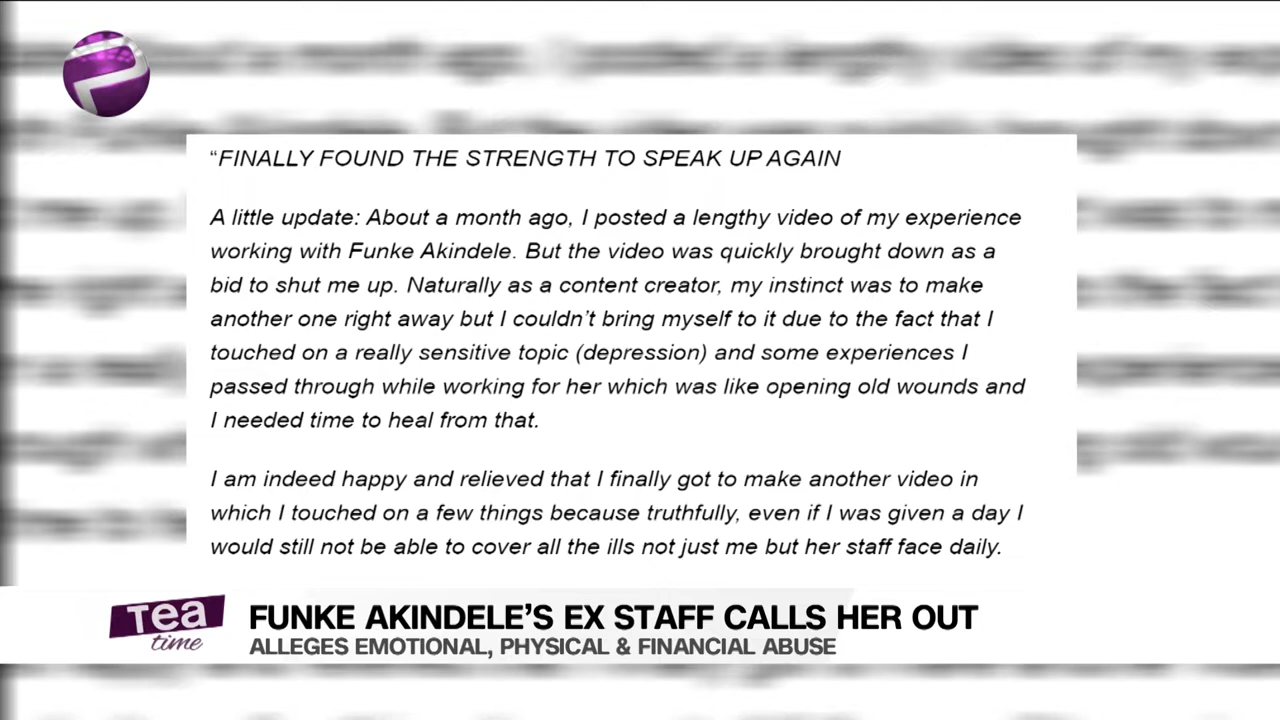 “FINALLY FOUND THE STRENGTH TO SPEAK UP AGAIN
A little update: About a month ago, I posted a lengthy video of my experience
working with Funke Akindele. But the video was quickly brought down as a
bid to shut me up. Naturally as a content creator, my instinct was to make
another one right away but I couldn’t bring myself to it due to the fact that I
touched on a really sensitive topic (depression) and some experiences I
passed through while working for her which was like opening old wounds and
I needed time to heal from that.
I am indeed happy and relieved that I finally got to make another video in
which I touched on a few things because truthfully, even if I was given a day I
would still not be able to cover all the ills not just me but her staff face daily.
Tea
time
FUNKE AKINDELE’S EX STAFF CALLS HER OUT
ALLEGES EMOTIONAL, PHYSICAL & FINANCIAL ABUSE